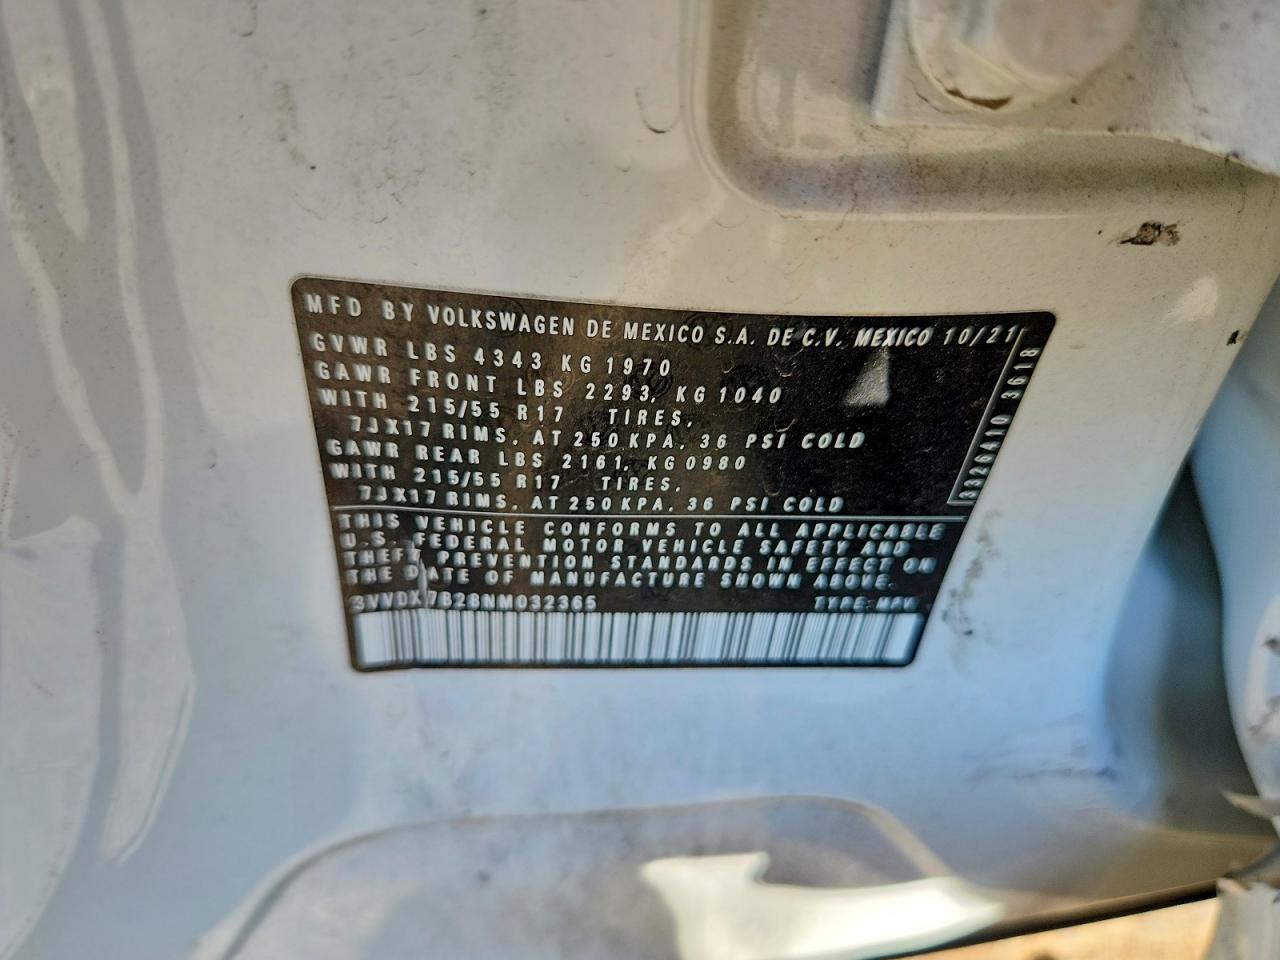 MFD BY VOLKSWAGEN DE MEXICO S.A. DE C.V. MEXICO 10/21
GVWR LBS 4343 KG 1970
GAWR FRONT LBS 2293, KG 1040
WITH 215/55 R17 TIRES,
7JX17 RIMS, AT 250 KPA, 36 PSI COLD
GAWR REAR LBS 2161, KG 0980
WITH 215/55 R17 TIRES,
7JX17 RIMS, AT 250 KPA, 36 PSI COLD
3326410 3618
THIS VEHICLE CONFORMS TO ALL APPLICABLE
U.S. FEDERAL MOTOR VEHICLE SAFETY AND
THEFT PREVENTION STANDARDS IN EFFECT ON
THE DATE OF MANUFACTURE SHOWN ABOVE.
3VVDX7B28NM032365 TYPE: MPV